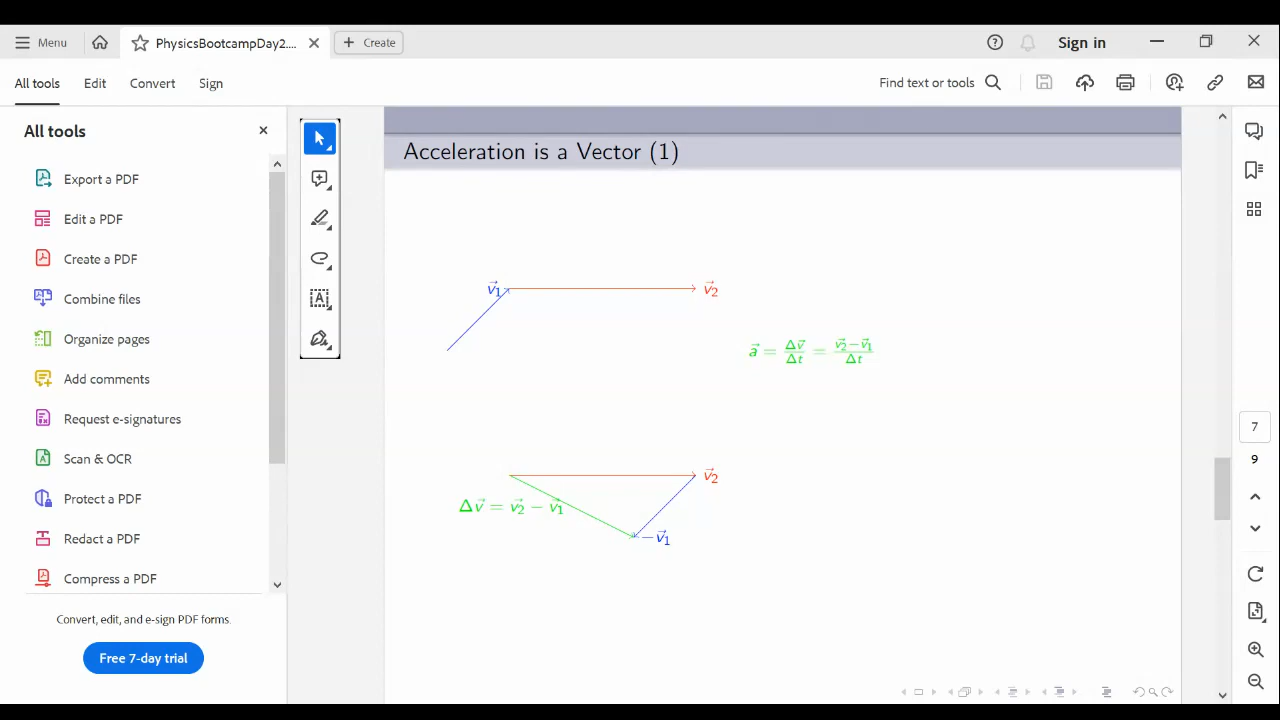 Menu
PhysicsBootcampDay2....
Create
Sign in
All tools
Edit
Convert
Sign
Find text or tools
All tools
Export a PDF
Edit a PDF
Create a PDF
Combine files
Organize pages
Add comments
Request e-signatures
Scan & OCR
Protect a PDF
Redact a PDF
Compress a PDF
Convert, edit, and e-sign PDF forms.
Free 7-day trial
Acceleration is a Vector (1)
v⃗₁
v⃗₂
a⃗ = Δv⃗/Δt = (v⃗₂−v⃗₁)/Δt
v⃗₂
Δv⃗ = v⃗₂ − v⃗₁
−v⃗₁
7
9